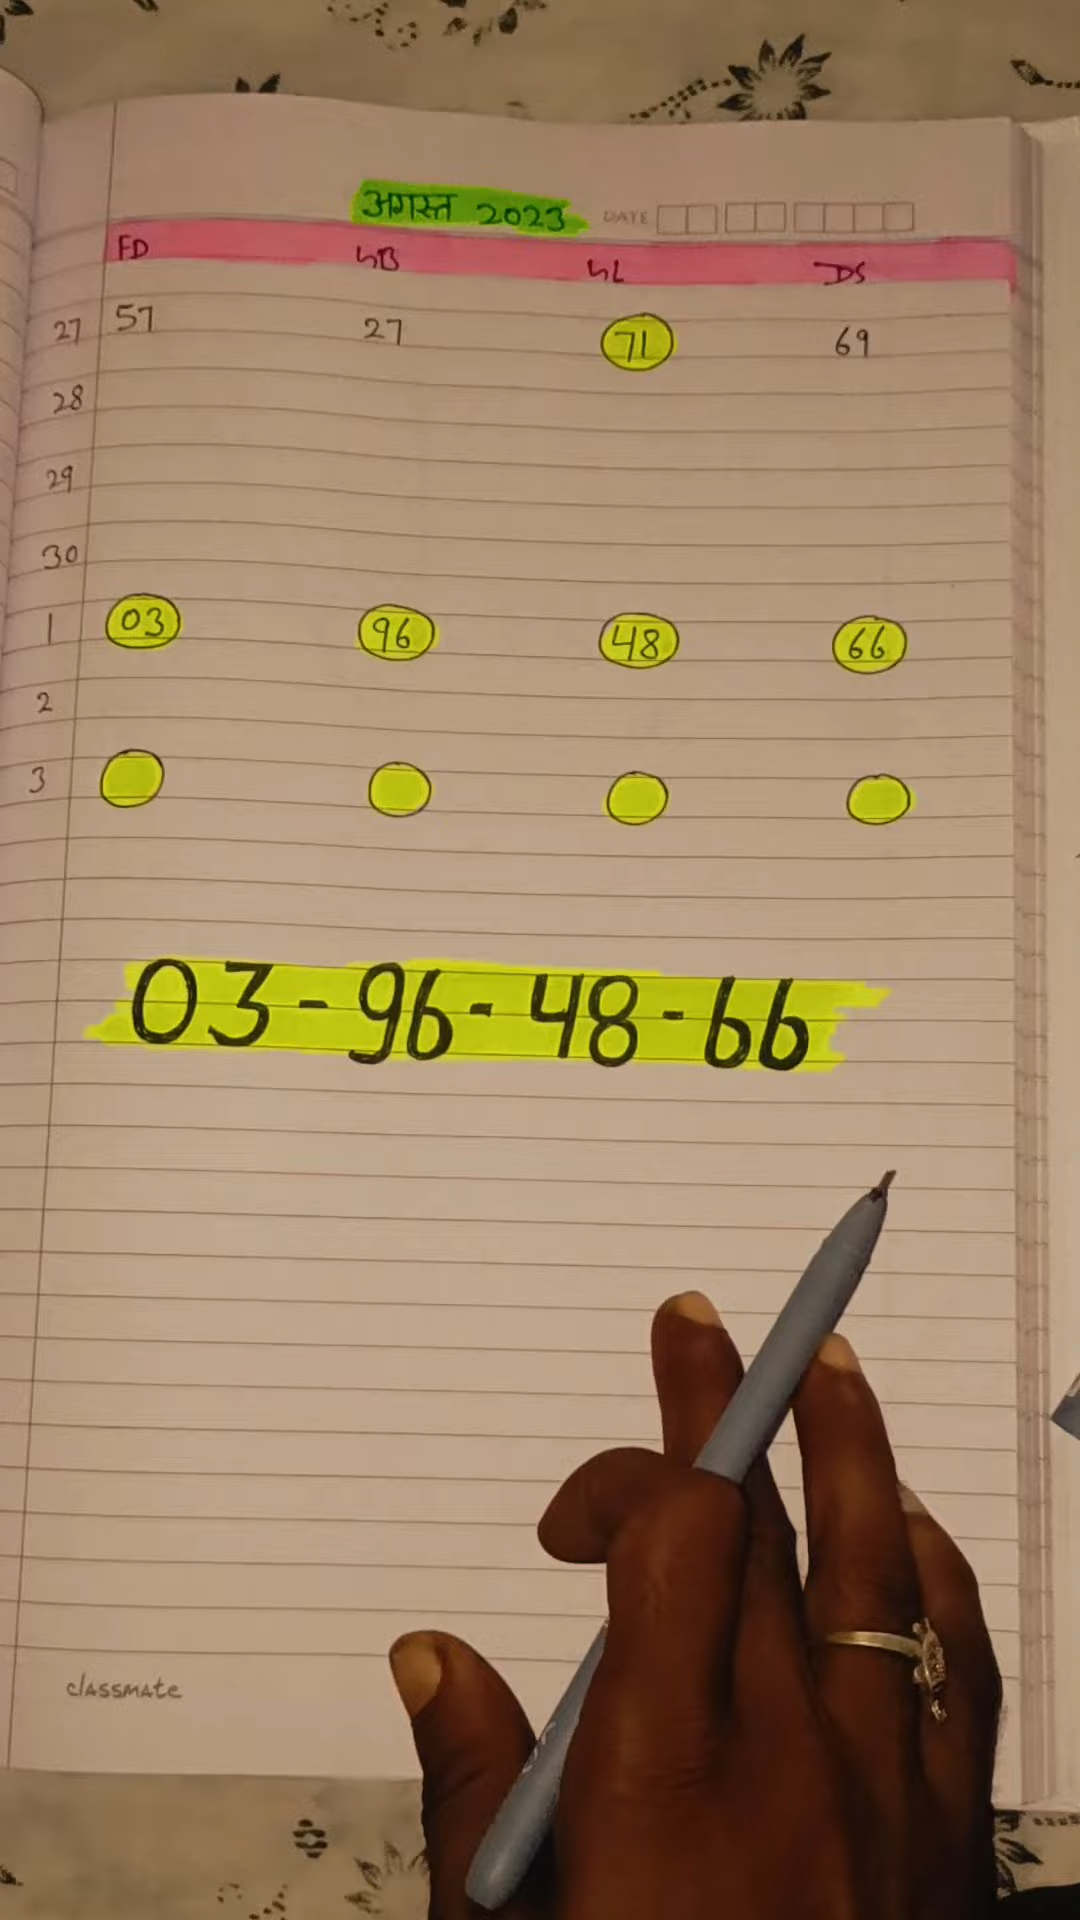 अगस्त 2023 DATE
FD GB GL DS
27 57 27 71 69
28
29
30
1 03 96 48 66
2
3
03-96-48-66
classmate